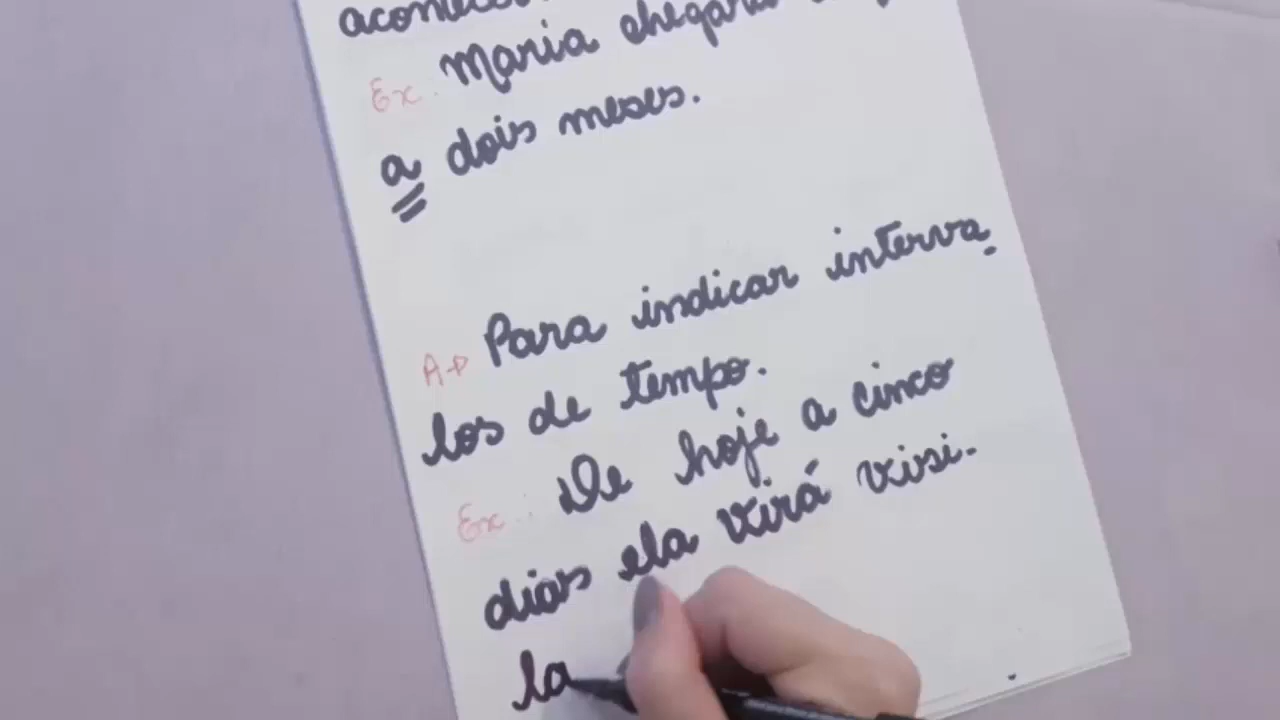 Ex: Maria chegará
a dois meses.
A→ Para indicar interva
los de tempo.
Ex.: De hoje a cinco
dias ela virá visi-
la